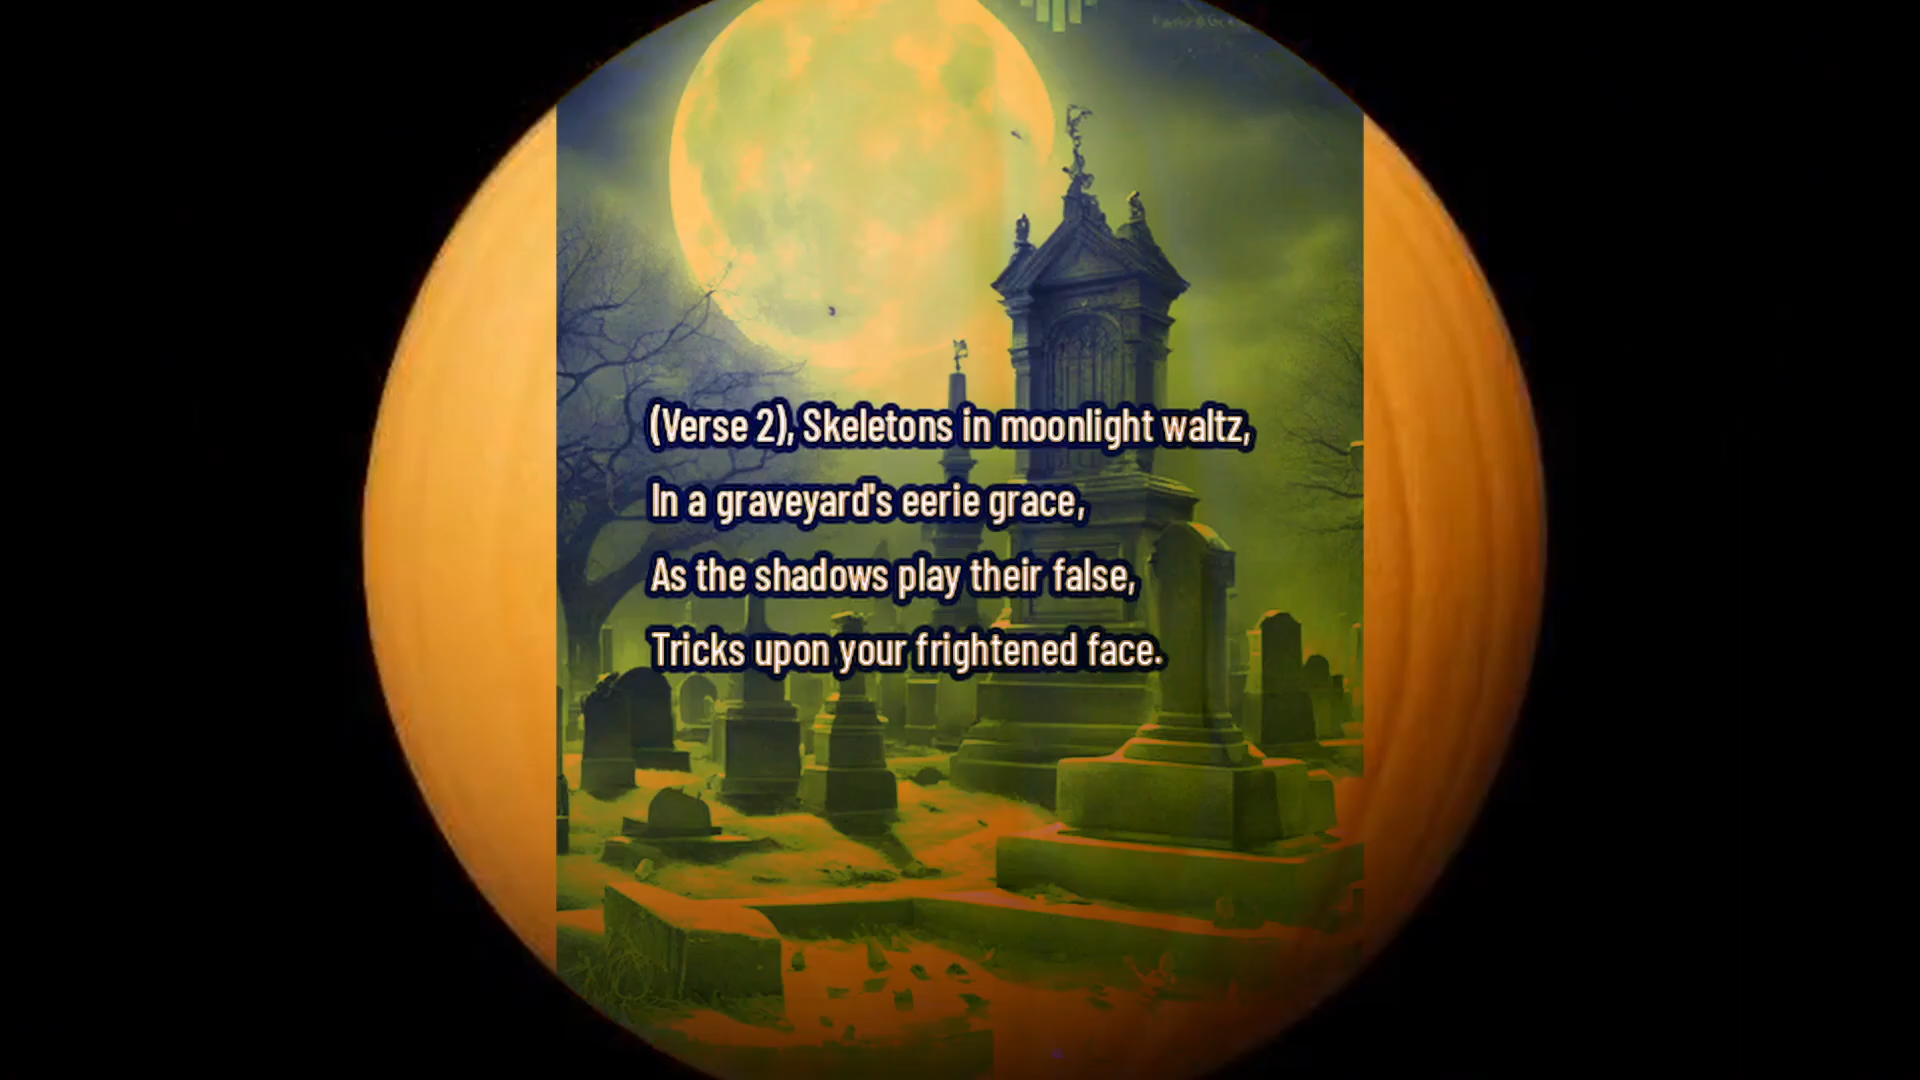 (Verse 2), Skeletons in moonlight waltz,
In a graveyard's eerie grace,
As the shadows play their false,
Tricks upon your frightened face.